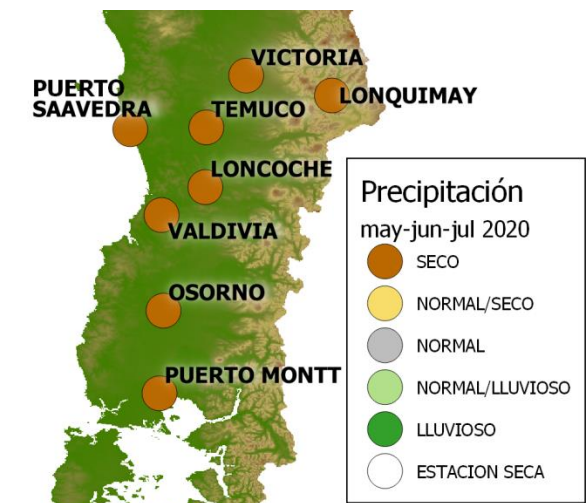 VICTORIA
PUERTO
SAAVEDRA
LONQUIMAY
TEMUCO
LONCOCHE
VALDIVIA
OSORNO
PUERTO MONTT
Precipitación
may-jun-jul 2020
SECO
NORMAL/SECO
NORMAL
NORMAL/LLUVIOSO
LLUVIOSO
ESTACION SECA